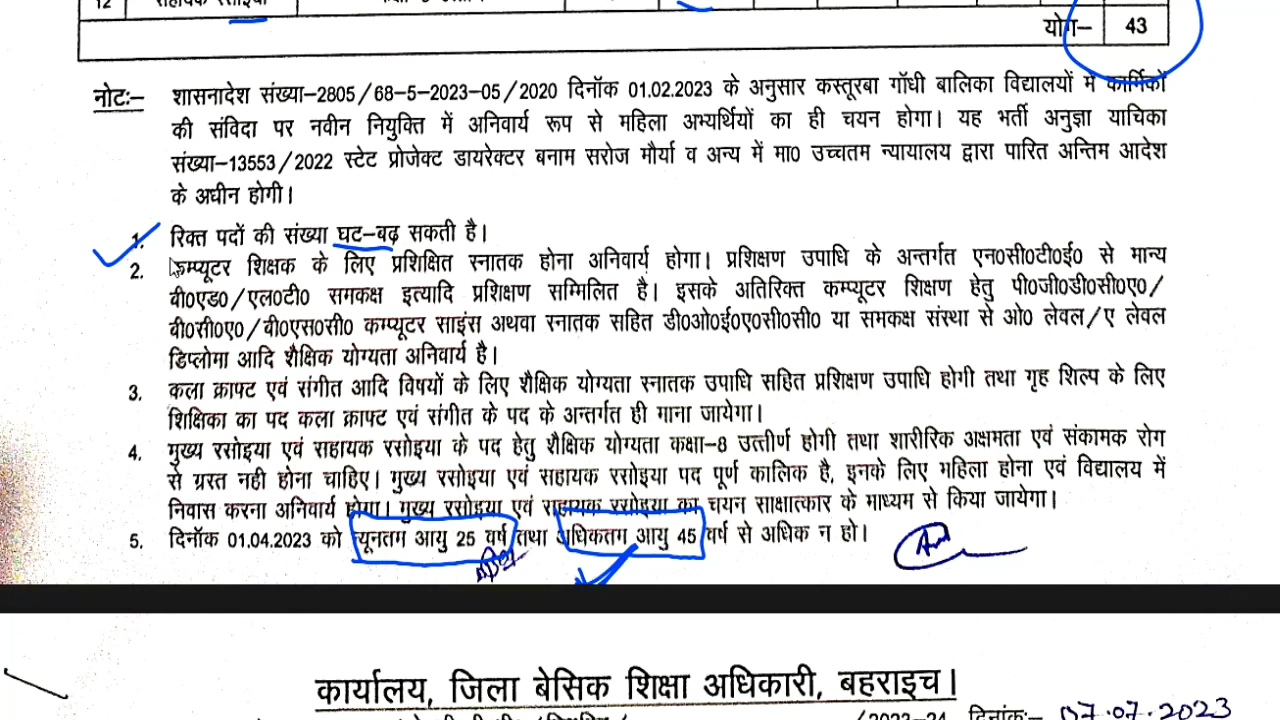 12 सहायक रसोइया
योग— 43
नोटः— शासनादेश संख्या—2805/68-5-2023-05/2020 दिनॉक 01.02.2023 के अनुसार कस्तूरबा गॉधी बालिका विद्यालयों में कार्मिकों
की संविदा पर नवीन नियुक्ति में अनिवार्य रूप से महिला अभ्यर्थियों का ही चयन होगा। यह भर्ती अनुज्ञा याचिका
संख्या—13553/2022 स्टेट प्रोजेक्ट डायरेक्टर बनाम सरोज मौर्या व अन्य में मा0 उच्चतम न्यायालय द्वारा पारित अन्तिम आदेश
के अधीन होगी।
1. रिक्त पदों की संख्या घट—बढ़ सकती है।
2. कम्प्यूटर शिक्षक के लिए प्रशिक्षित स्नातक होना अनिवार्य होगा। प्रशिक्षण उपाधि के अन्तर्गत एन0सी0टी0ई0 से मान्य
बी0एड0/एल0टी0 समकक्ष इत्यादि प्रशिक्षण सम्मिलित है। इसके अतिरिक्त कम्प्यूटर शिक्षण हेतु पी0जी0डी0सी0ए0/
बी0सी0ए0/बी0एस0सी0 कम्प्यूटर साइंस अथवा स्नातक सहित डी0ओ0ई0ए0सी0सी0 या समकक्ष संस्था से ओ0 लेवल/ए लेवल
डिप्लोमा आदि शैक्षिक योग्यता अनिवार्य है।
3. कला क्राफ्ट एवं संगीत आदि विषयों के लिए शैक्षिक योग्यता स्नातक उपाधि सहित प्रशिक्षण उपाधि होगी तथा गृह शिल्प के लिए
शिक्षिका का पद कला क्राफ्ट एवं संगीत के पद के अन्तर्गत ही माना जायेगा।
4. मुख्य रसोइया एवं सहायक रसोइया के पद हेतु शैक्षिक योग्यता कक्षा—8 उत्तीर्ण होगी तथा शारीरिक अक्षमता एवं संकामक रोग
से ग्रस्त नही होना चाहिए। मुख्य रसोइया एवं सहायक रसोइया पद पूर्ण कालिक है, इनके लिए महिला होना एवं विद्यालय में
निवास करना अनिवार्य होगा। मुख्य रसोइया एवं सहायक रसोइया का चयन साक्षात्कार के माध्यम से किया जायेगा।
5. दिनॉक 01.04.2023 को न्यूनतम आयु 25 वर्ष तथा अधिकतम आयु 45 वर्ष से अधिक न हो।
कार्यालय, जिला बेसिक शिक्षा अधिकारी, बहराइच।
/2023-24 दिनांकः— 07.07.2023